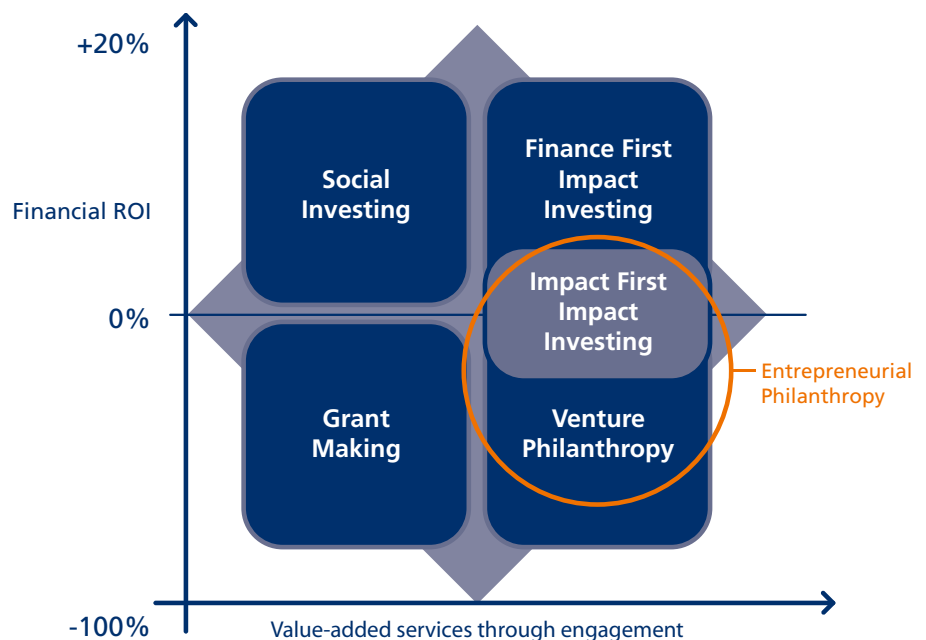 +20%
Financial ROI
0%
-100%
Social
Investing
Finance First
Impact
Investing
Impact First
Impact
Investing
Grant
Making
Venture
Philanthropy
Entrepreneurial
Philanthropy
Value-added services through engagement